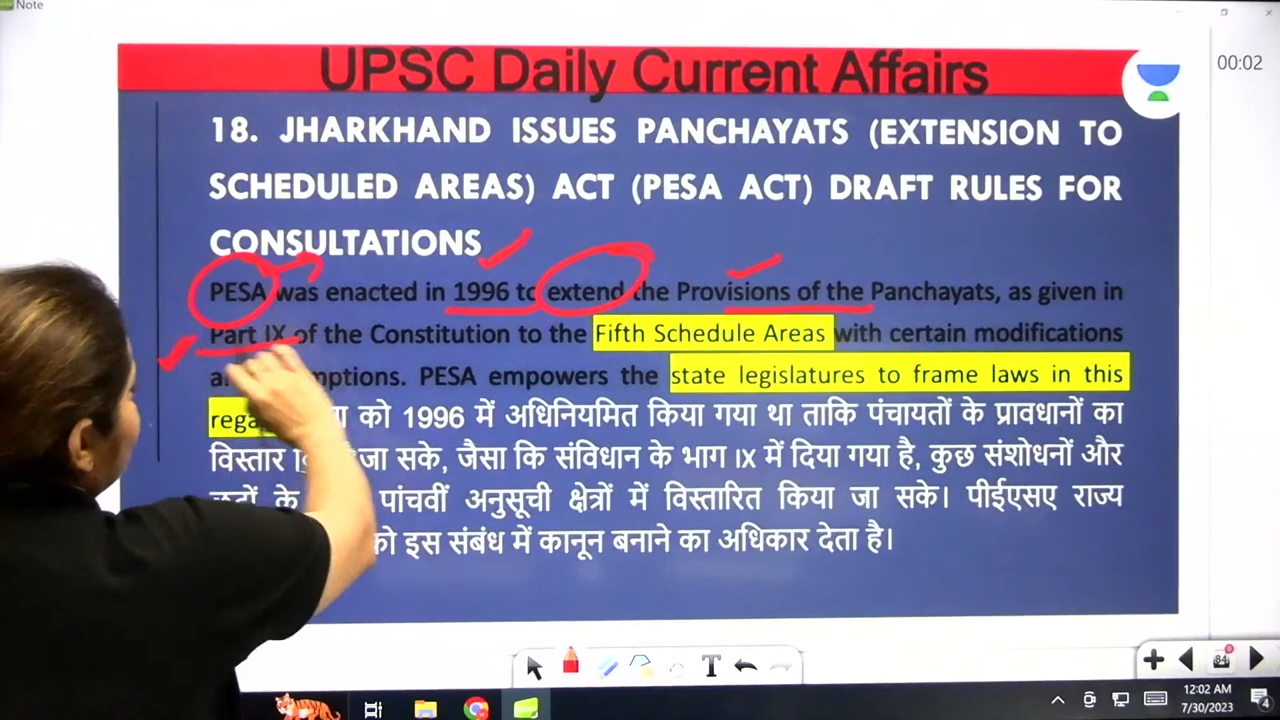 Note
UPSC Daily Current Affairs
00:02
18. JHARKHAND ISSUES PANCHAYATS (EXTENSION TO
SCHEDULED AREAS) ACT (PESA ACT) DRAFT RULES FOR
CONSULTATIONS
PESA was enacted in 1996 to extend the Provisions of the Panchayats, as given in
Part IX of the Constitution to the Fifth Schedule Areas with certain modifications
PESA empowers the state legislatures to frame laws in this
को 1996 में अधिनियमित किया गया था ताकि पंचायतों के प्रावधानों का
विस्तार जा सके, जैसा कि संविधान के भाग IX में दिया गया है, कुछ संशोधनों और
के पांचवीं अनुसूची क्षेत्रों में विस्तारित किया जा सके। पीईएसए राज्य
को इस संबंध में कानून बनाने का अधिकार देता है।
T
84
12:02 AM
7/30/2023
4